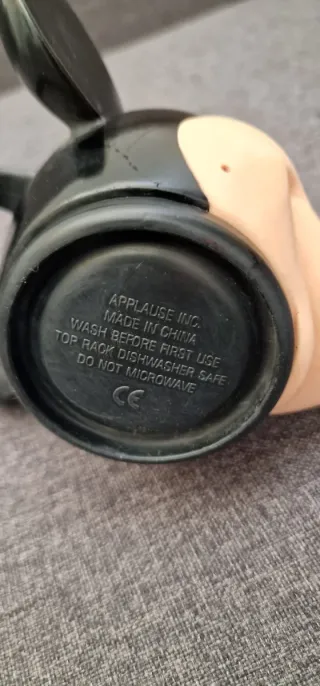 APPLAUSE INC.
MADE IN CHINA
WASH BEFORE FIRST USE
TOP RACK DISHWASHER SAFE
DO NOT MICROWAVE
CE